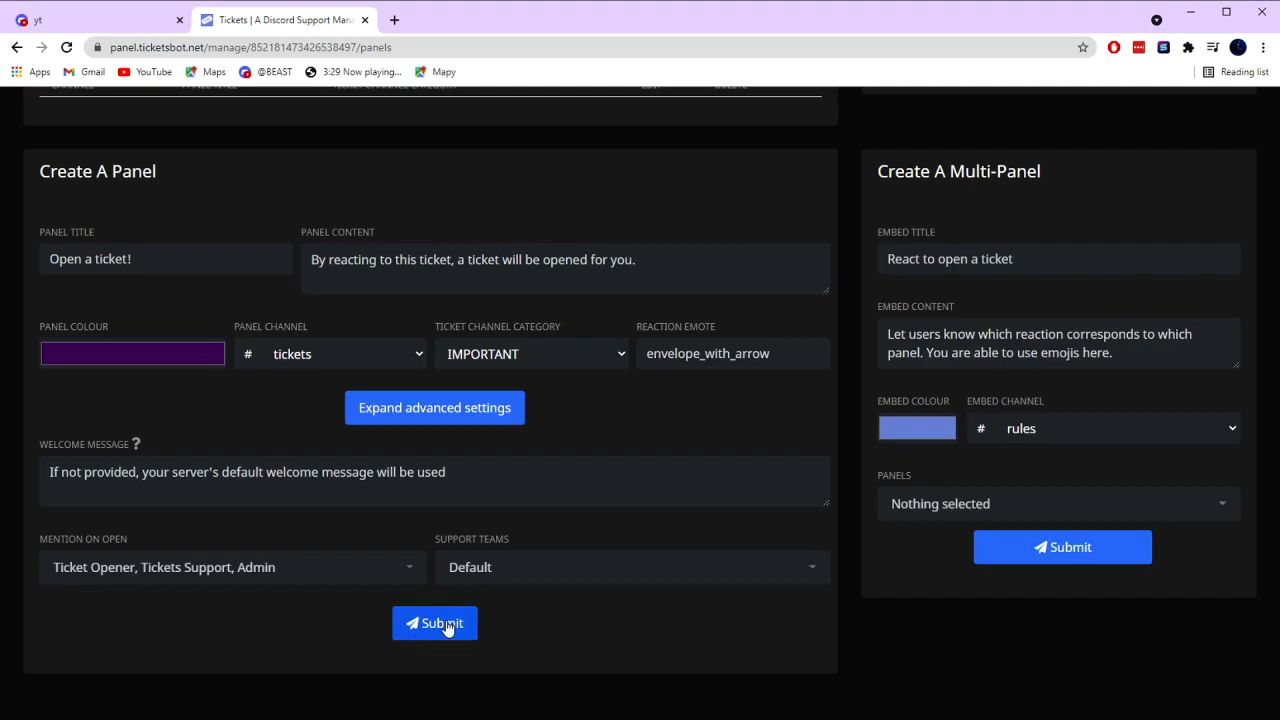 yt
Tickets | A Discord Support Mana
panel.ticketsbot.net/manage/852181473426538497/panels
Apps
Gmail
YouTube
Maps
@BEAST
3:29 Now playing...
Mapy
Reading list
Create A Panel
PANEL TITLE
PANEL CONTENT
Open a ticket!
By reacting to this ticket, a ticket will be opened for you.
PANEL COLOUR
PANEL CHANNEL
TICKET CHANNEL CATEGORY
REACTION EMOTE
# tickets
IMPORTANT
envelope_with_arrow
Expand advanced settings
WELCOME MESSAGE ?
If not provided, your server's default welcome message will be used
MENTION ON OPEN
SUPPORT TEAMS
Ticket Opener, Tickets Support, Admin
Default
Submit
Create A Multi-Panel
EMBED TITLE
React to open a ticket
EMBED CONTENT
Let users know which reaction corresponds to which
panel. You are able to use emojis here.
EMBED COLOUR
EMBED CHANNEL
# rules
PANELS
Nothing selected
Submit